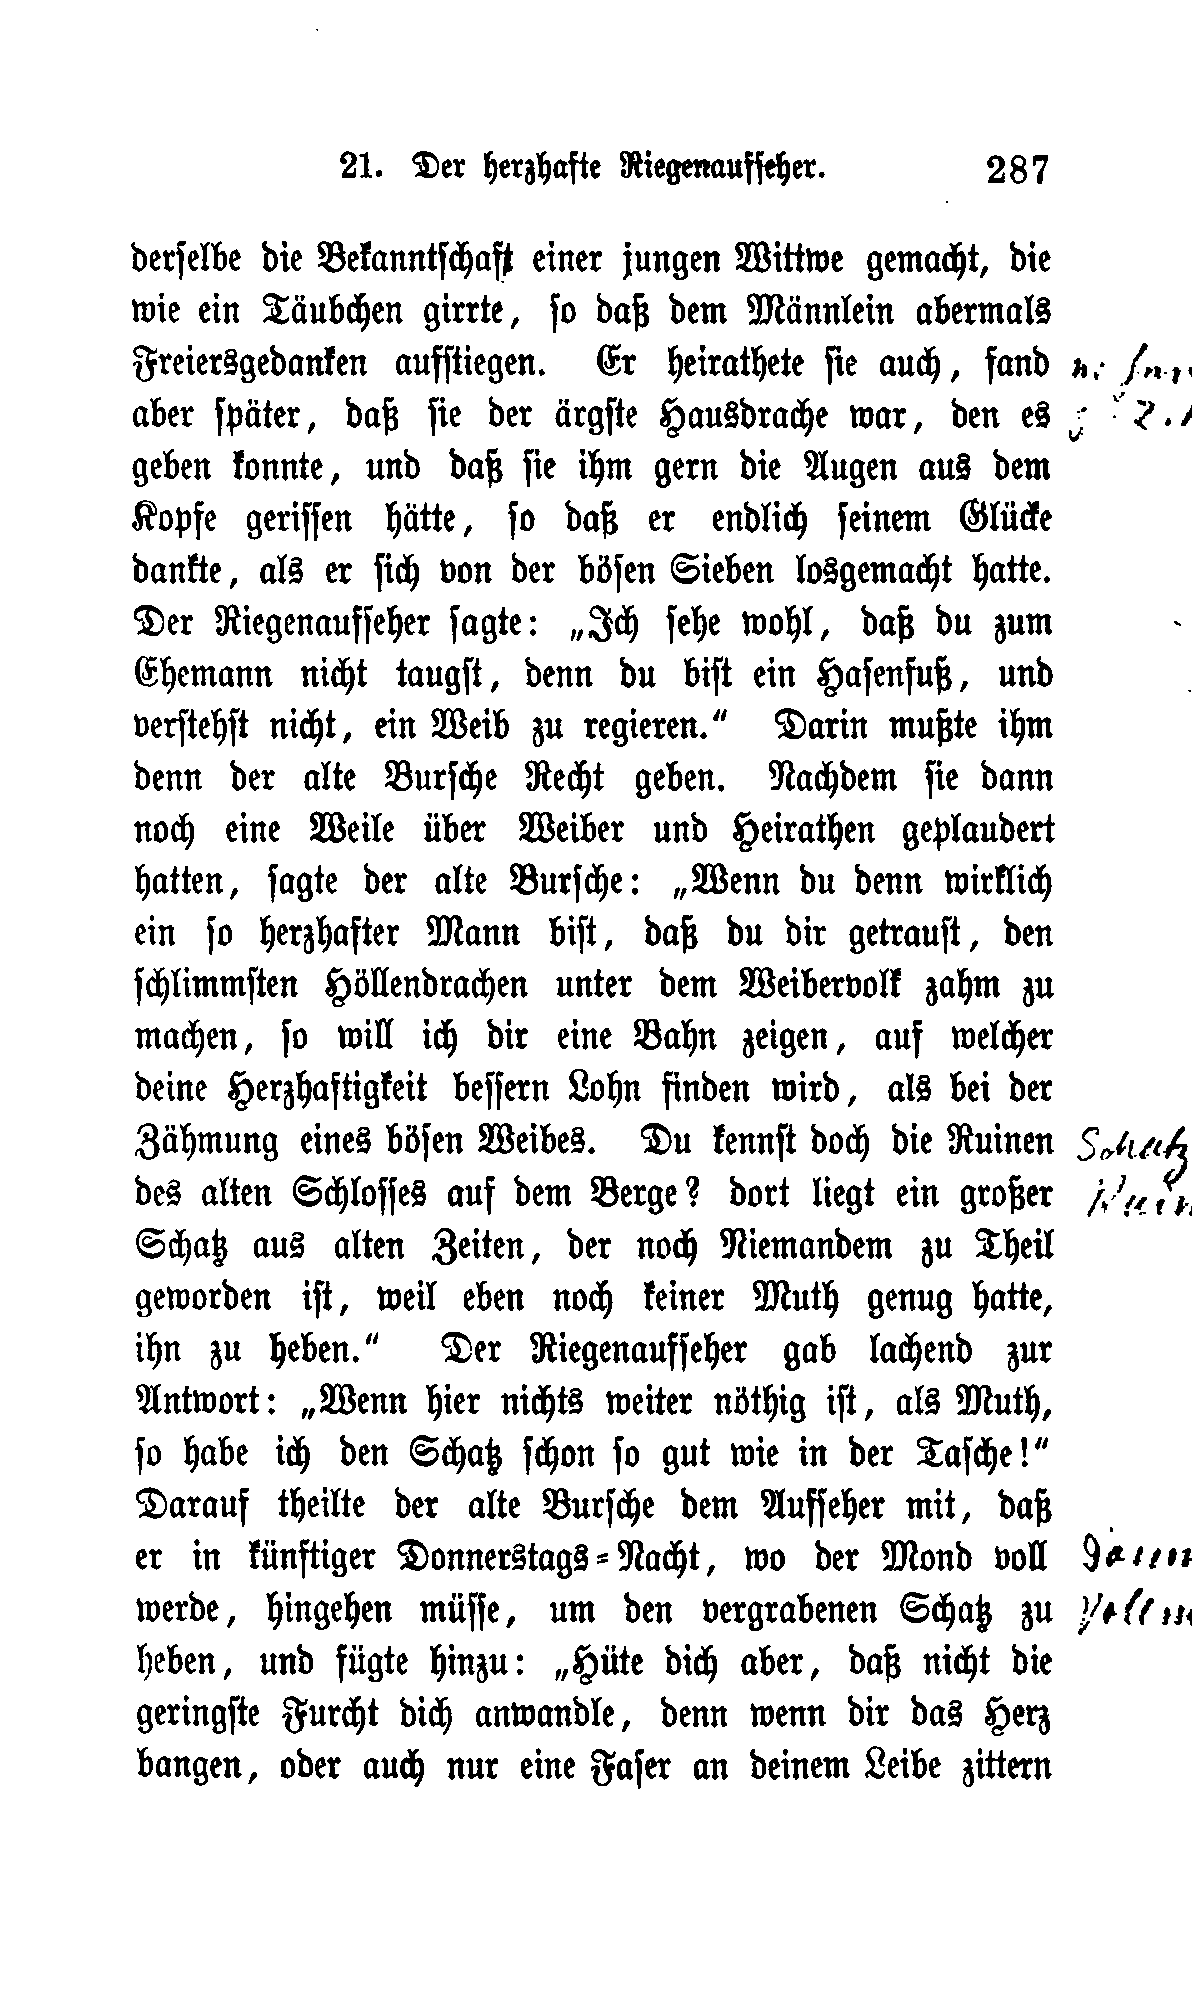 21. Der herzhafte Riegenaufseher. 287
derselbe die Bekanntschaft einer jungen Wittwe gemacht, die
wie ein Täubchen girrte, so daß dem Männlein abermals
Freiersgedanken aufstiegen. Er heirathete sie auch, fand
aber später, daß sie der ärgste Hausdrache war, den es
geben konnte, und daß sie ihm gern die Augen aus dem
Kopfe gerissen hätte, so daß er endlich seinem Glücke
dankte, als er sich von der bösen Sieben losgemacht hatte.
Der Riegenaufseher sagte: „Ich sehe wohl, daß du zum
Ehemann nicht taugst, denn du bist ein Hasenfuß, und
verstehst nicht, ein Weib zu regieren.“ Darin mußte ihm
denn der alte Bursche Recht geben. Nachdem sie dann
noch eine Weile über Weiber und Heirathen geplaudert
hatten, sagte der alte Bursche: „Wenn du denn wirklich
ein so herzhafter Mann bist, daß du dir getraust, den
schlimmsten Höllendrachen unter dem Weibervolk zahm zu
machen, so will ich dir eine Bahn zeigen, auf welcher
deine Herzhaftigkeit bessern Lohn finden wird, als bei der
Zähmung eines bösen Weibes. Du kennst doch die Ruinen Schatz
des alten Schlosses auf dem Berge? dort liegt ein großer
Schatz aus alten Zeiten, der noch Niemandem zu Theil
geworden ist, weil eben noch keiner Muth genug hatte,
ihn zu heben.“ Der Riegenaufseher gab lachend zur
Antwort: „Wenn hier nichts weiter nöthig ist, als Muth,
so habe ich den Schatz schon so gut wie in der Tasche!“
Darauf theilte der alte Bursche dem Aufseher mit, daß
er in künftiger Donnerstags-Nacht, wo der Mond voll
werde, hingehen müsse, um den vergrabenen Schatz zu
heben, und fügte hinzu: „Hüte dich aber, daß nicht die
geringste Furcht dich anwandle, denn wenn dir das Herz
bangen, oder auch nur eine Faser an deinem Leibe zittern